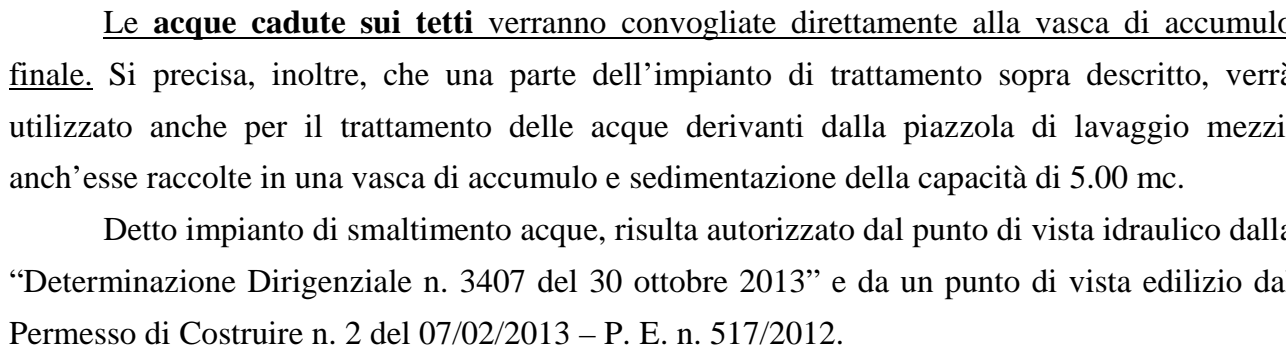 Le acque cadute sui tetti verranno convogliate direttamente alla vasca di accumulo
finale. Si precisa, inoltre, che una parte dell’impianto di trattamento sopra descritto, verrà
utilizzato anche per il trattamento delle acque derivanti dalla piazzola di lavaggio mezzi
anch’esse raccolte in una vasca di accumulo e sedimentazione della capacità di 5.00 mc.
Detto impianto di smaltimento acque, risulta autorizzato dal punto di vista idraulico dalla
“Determinazione Dirigenziale n. 3407 del 30 ottobre 2013” e da un punto di vista edilizio dal
Permesso di Costruire n. 2 del 07/02/2013 – P. E. n. 517/2012.